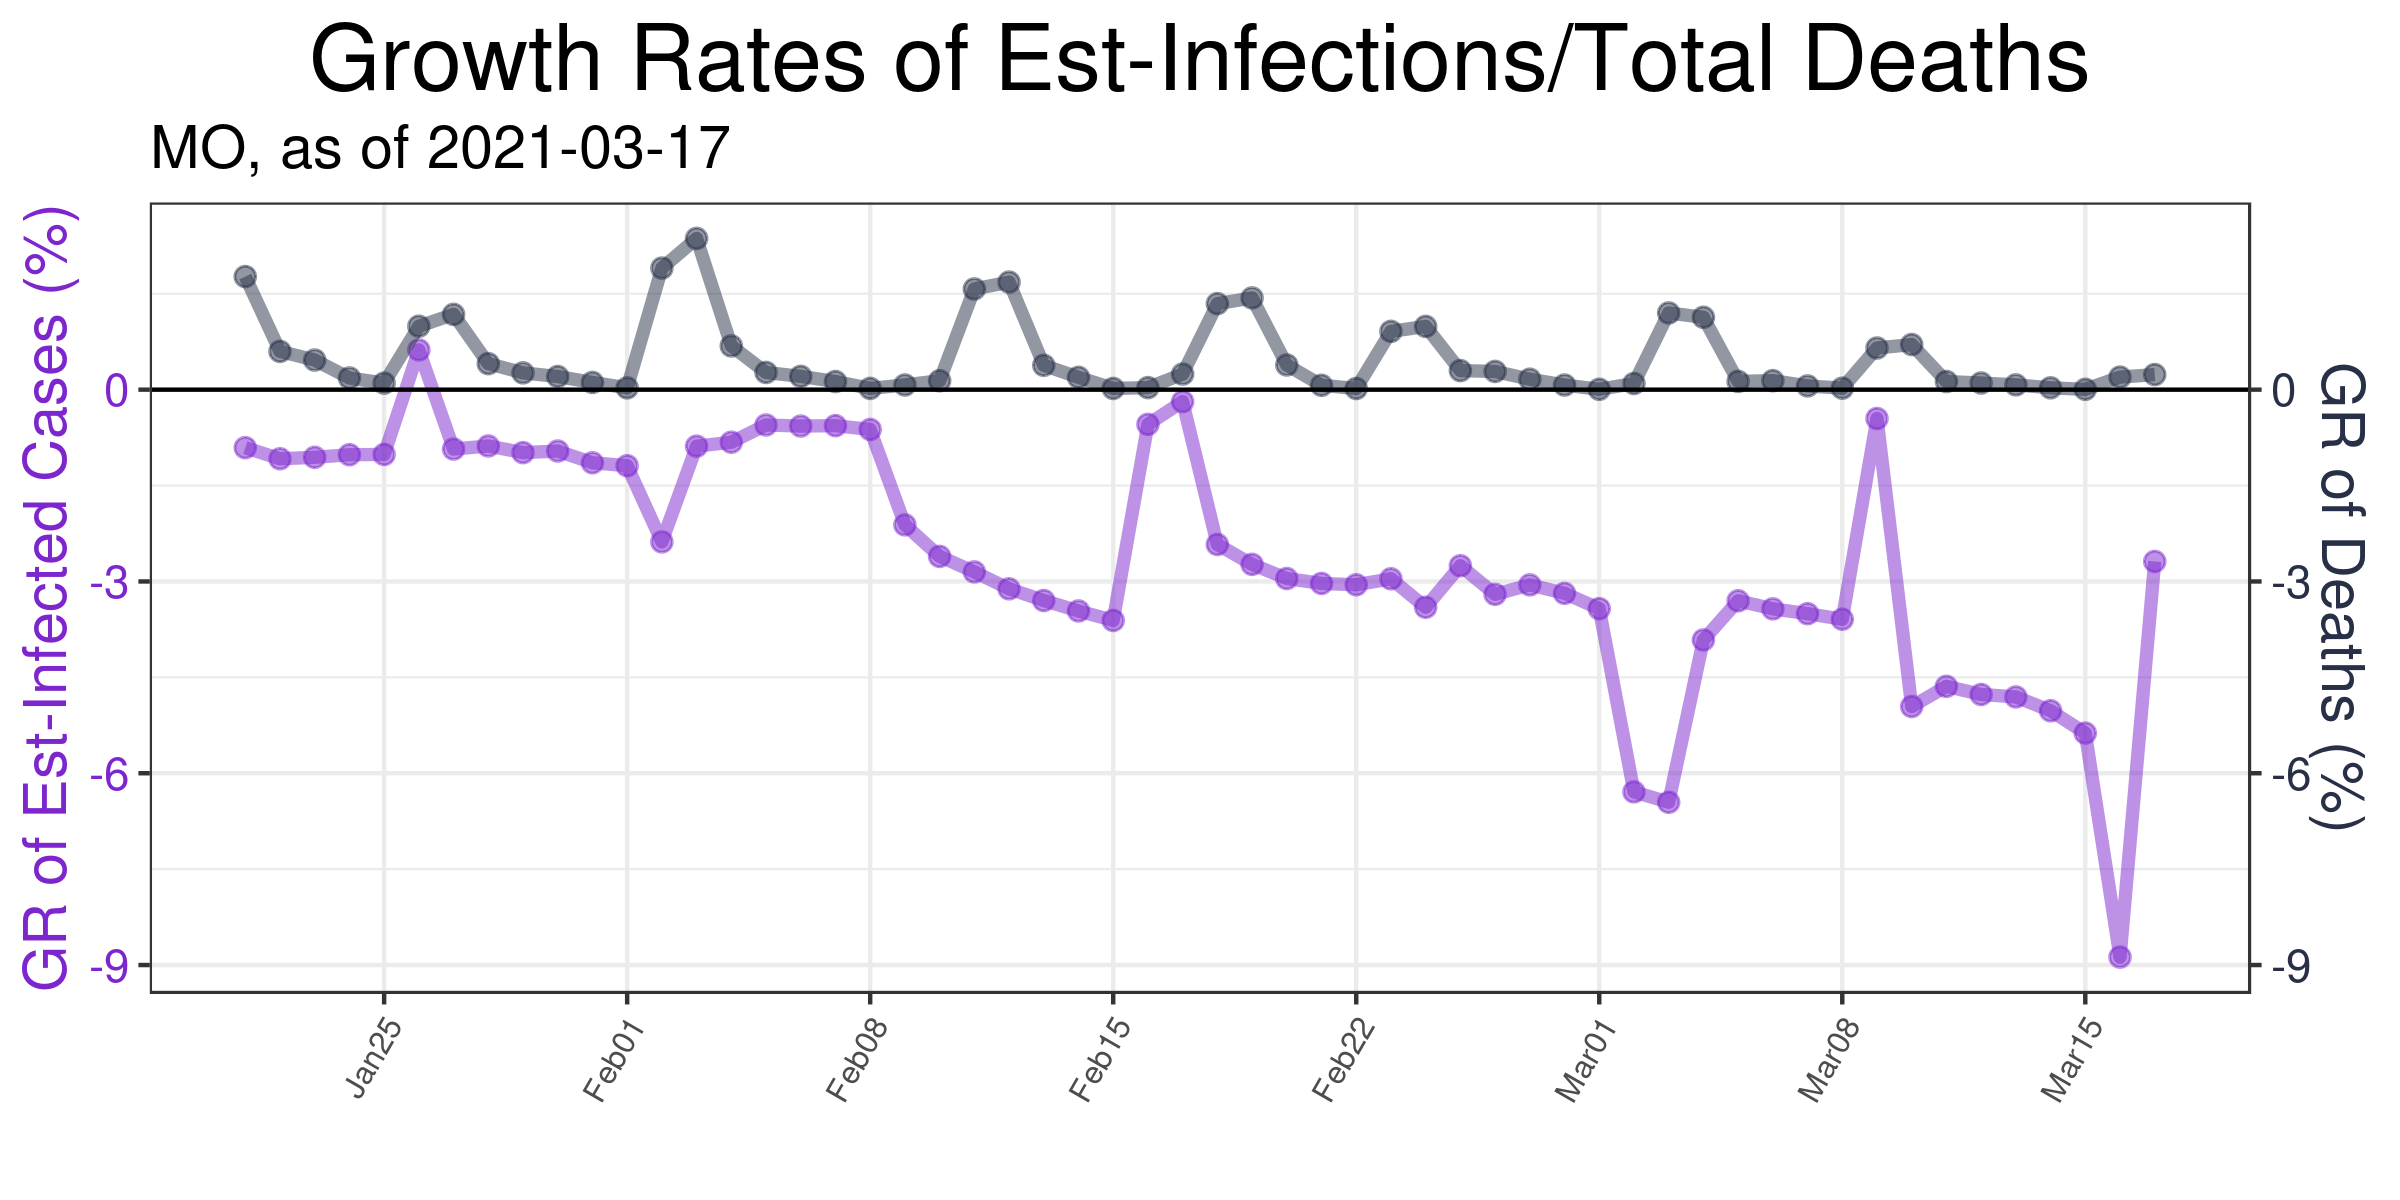 Growth Rates of Est-Infections/Total Deaths
MO, as of 2021-03-17
GR of Est-Infected Cases (%)
0
-3
-6
-9
0
-3
-6
-9
GR of Deaths (%)
Jan25
Feb01
Feb08
Feb15
Feb22
Mar01
Mar08
Mar15